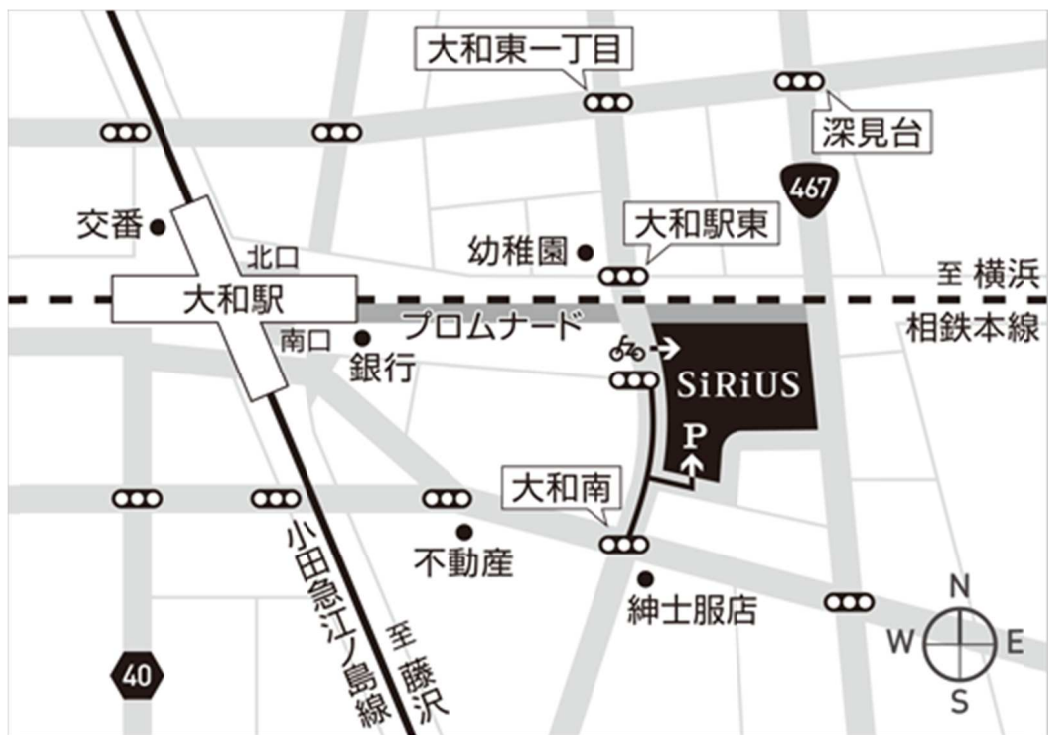 大和東一丁目
深見台
467
交番
北口
幼稚園
大和駅東
大和駅
至 横浜
プロムナード
相鉄本線
南口
銀行
SiRiUS
P
大和南
不動産
紳士服店
小田急江ノ島線
至 藤沢
40
N
W E
S